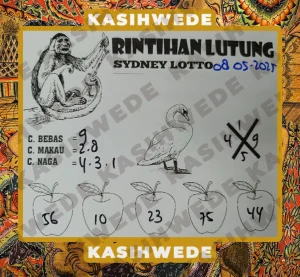 KASIHWEDE
RINTIHAN LUTUNG
SYDNEY LOTTO 08 05-2025
C. BEBAS = 9
C. MAKAU = 2.8
C. NAGA = 4.3.1
1
4 X 9
5
56 10 23 75 44
KASIHWEDE